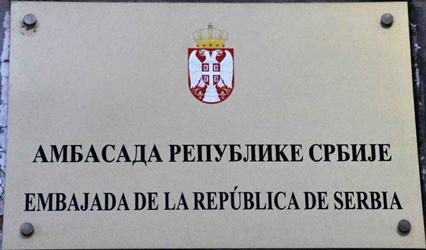 АМБАСАДА РЕПУБЛИКЕ СРБИЈЕ
EMBAJADA DE LA REPÚBLICA DE SERBIA